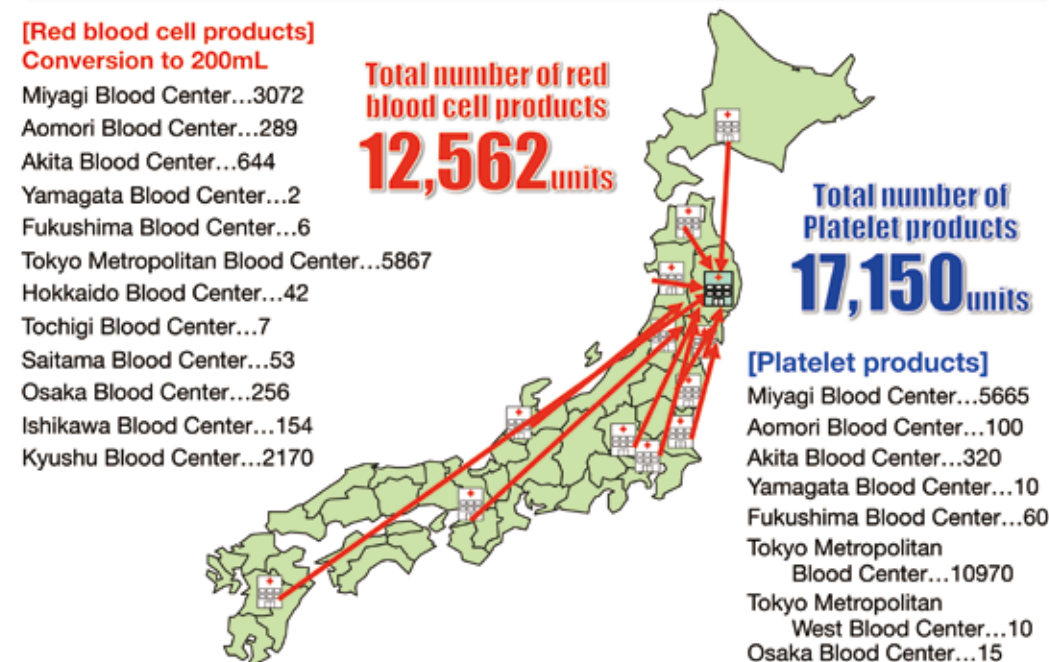 [Red blood cell products]
Conversion to 200mL
Miyagi Blood Center...3072
Aomori Blood Center...289
Akita Blood Center...644
Yamagata Blood Center...2
Fukushima Blood Center...6
Tokyo Metropolitan Blood Center...5867
Hokkaido Blood Center...42
Tochigi Blood Center...7
Saitama Blood Center...53
Osaka Blood Center...256
Ishikawa Blood Center...154
Kyushu Blood Center...2170
Total number of red
blood cell products
12,562 units
Total number of
Platelet products
17,150 units
[Platelet products]
Miyagi Blood Center...5665
Aomori Blood Center...100
Akita Blood Center...320
Yamagata Blood Center...10
Fukushima Blood Center...60
Tokyo Metropolitan
Blood Center...10970
Tokyo Metropolitan
West Blood Center...10
Osaka Blood Center...15